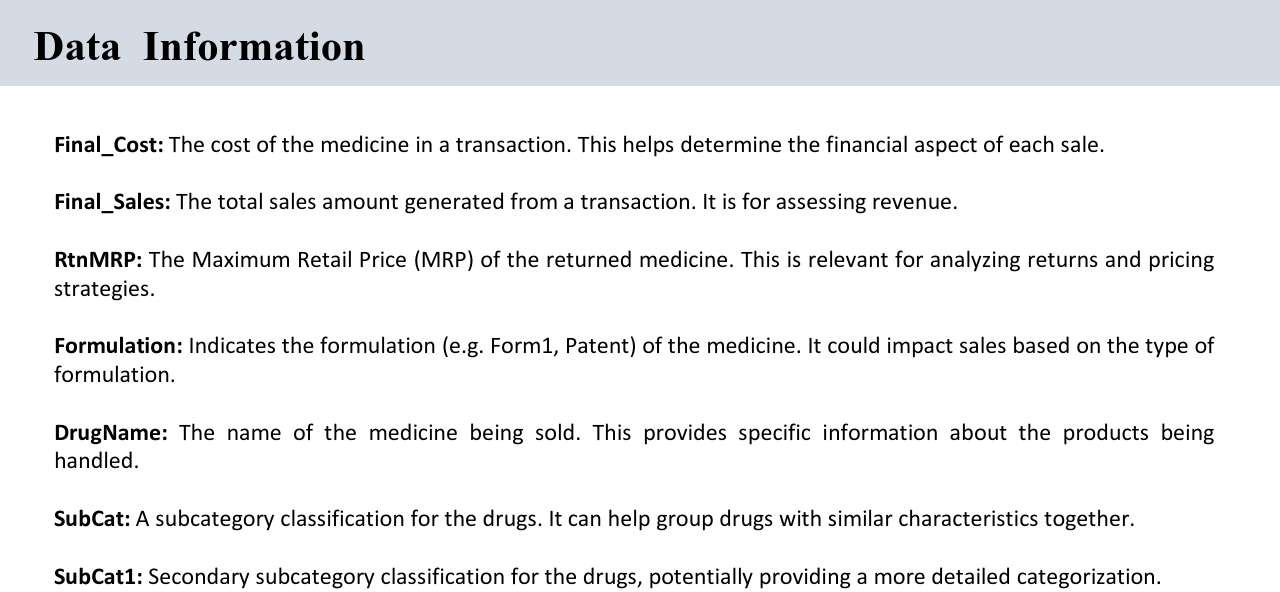 Data Information
Final_Cost: The cost of the medicine in a transaction. This helps determine the financial aspect of each sale.
Final_Sales: The total sales amount generated from a transaction. It is for assessing revenue.
RtnMRP: The Maximum Retail Price (MRP) of the returned medicine. This is relevant for analyzing returns and pricing
strategies.
Formulation: Indicates the formulation (e.g. Form1, Patent) of the medicine. It could impact sales based on the type of
formulation.
DrugName: The name of the medicine being sold. This provides specific information about the products being
handled.
SubCat: A subcategory classification for the drugs. It can help group drugs with similar characteristics together.
SubCat1: Secondary subcategory classification for the drugs, potentially providing a more detailed categorization.